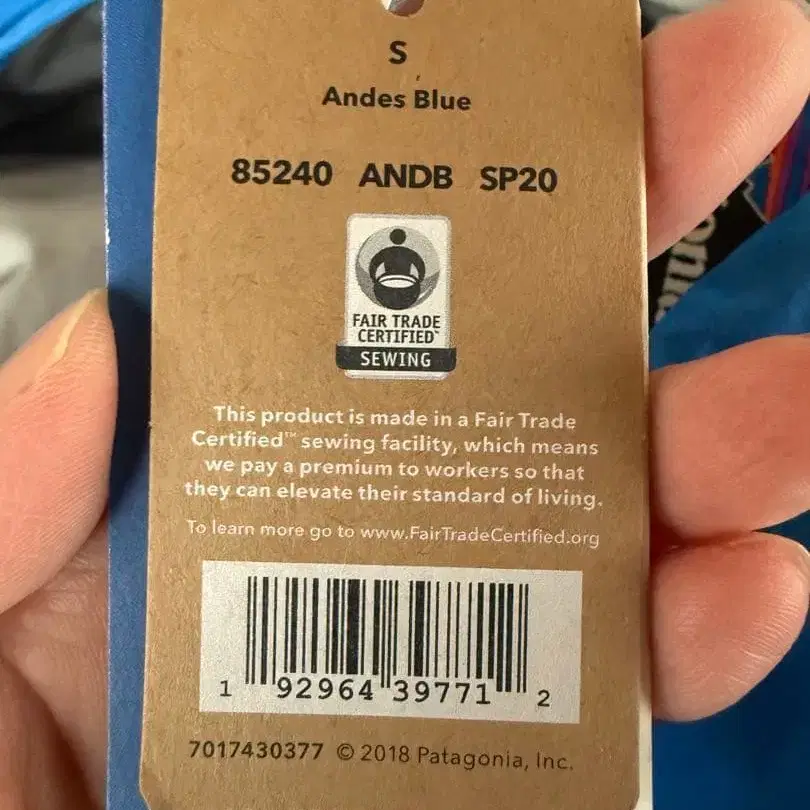 S
Andes Blue
85240 ANDB SP20
FAIR TRADE
CERTIFIED™
SEWING
This product is made in a Fair Trade
Certified™ sewing facility, which means
we pay a premium to workers so that
they can elevate their standard of living.
To learn more go to www.FairTradeCertified.org
1 92964 39771 2
7017430377 © 2018 Patagonia, Inc.